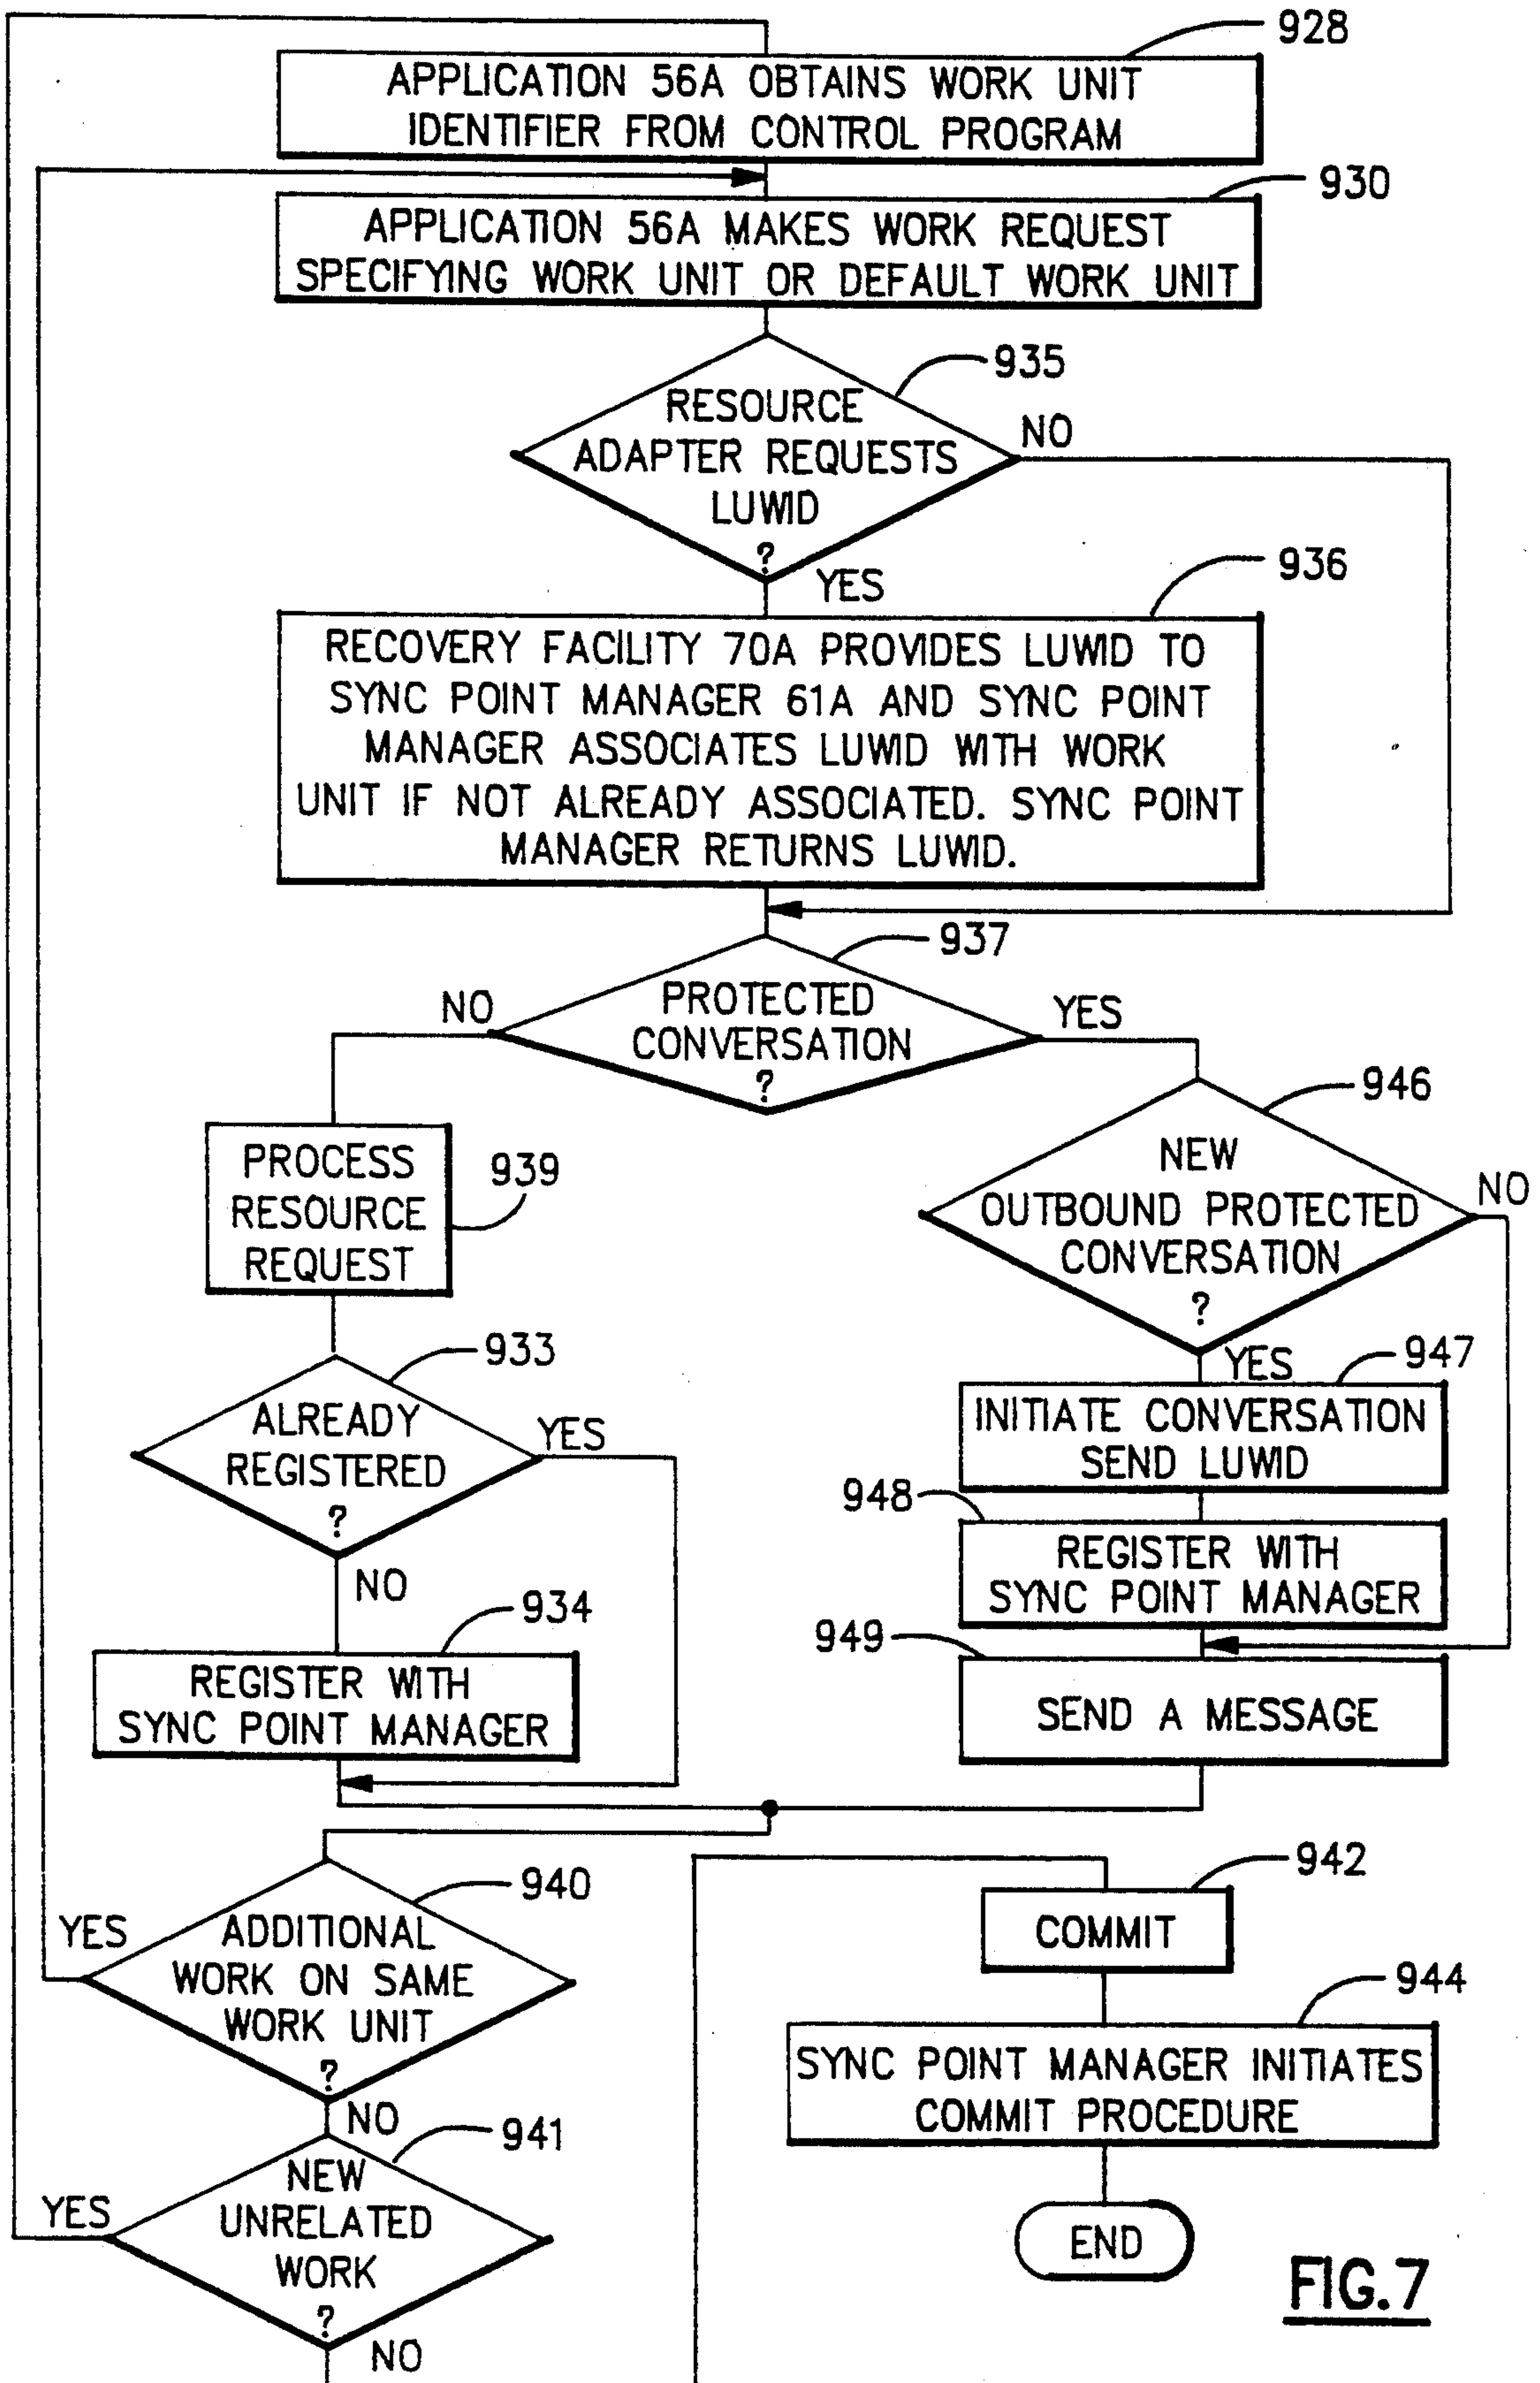 928
APPLICATION 56A OBTAINS WORK UNIT
IDENTIFIER FROM CONTROL PROGRAM
930
APPLICATION 56A MAKES WORK REQUEST
SPECIFYING WORK UNIT OR DEFAULT WORK UNIT
935
RESOURCE
ADAPTER REQUESTS
LUWID
?
NO
YES
936
RECOVERY FACILITY 70A PROVIDES LUWID TO
SYNC POINT MANAGER 61A AND SYNC POINT
MANAGER ASSOCIATES LUWID WITH WORK
UNIT IF NOT ALREADY ASSOCIATED. SYNC POINT
MANAGER RETURNS LUWID.
937
PROTECTED
CONVERSATION
?
NO
YES
PROCESS
RESOURCE
REQUEST
939
933
ALREADY
REGISTERED
?
YES
NO
934
REGISTER WITH
SYNC POINT MANAGER
946
NEW
OUTBOUND PROTECTED
CONVERSATION
?
NO
YES
947
INITIATE CONVERSATION
SEND LUWID
948
REGISTER WITH
SYNC POINT MANAGER
949
SEND A MESSAGE
940
YES
ADDITIONAL
WORK ON SAME
WORK UNIT
?
NO
941
YES
NEW
UNRELATED
WORK
?
NO
942
COMMIT
944
SYNC POINT MANAGER INITIATES
COMMIT PROCEDURE
END
FIG.7